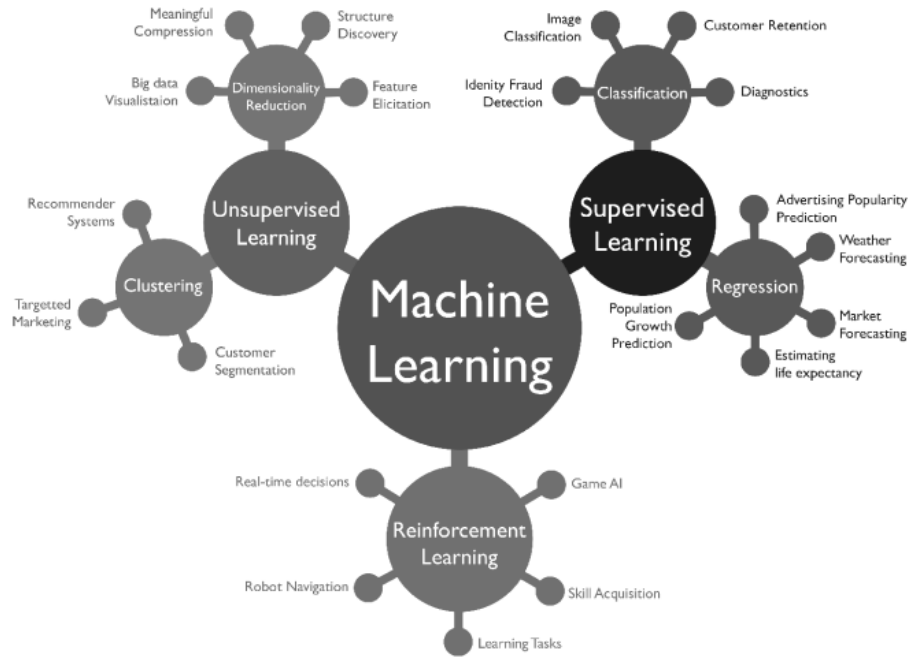 Meaningful
Compression
Structure
Discovery
Big data
Visualistaion
Dimensionality
Reduction
Feature
Elicitation
Image
Classification
Customer Retention
Idenity Fraud
Detection
Classification
Diagnostics
Recommender
Systems
Unsupervised
Learning
Clustering
Targetted
Marketing
Customer
Segmentation
Machine
Learning
Supervised
Learning
Advertising Popularity
Prediction
Weather
Forecasting
Regression
Population
Growth
Prediction
Market
Forecasting
Estimating
life expectancy
Real-time decisions
Game AI
Reinforcement
Learning
Robot Navigation
Skill Acquisition
Learning Tasks